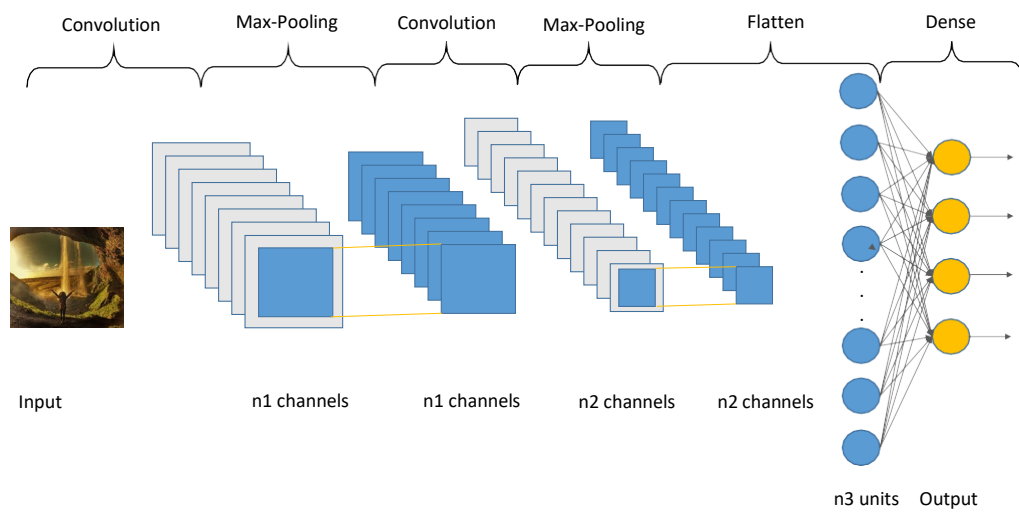 Convolution
Max-Pooling
Convolution
Max-Pooling
Flatten
Dense
Input
n1 channels
n1 channels
n2 channels
n2 channels
n3 units
Output